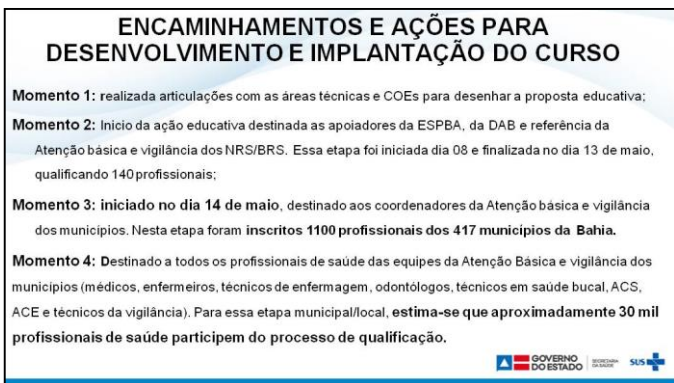 ENCAMINHAMENTOS E AÇÕES PARA
DESENVOLVIMENTO E IMPLANTAÇÃO DO CURSO
Momento 1: realizada articulações com as áreas técnicas e COEs para desenhar a proposta educativa;
Momento 2: Inicio da ação educativa destinada as apoiadores da ESPBA, da DAB e referência da
Atenção básica e vigilância dos NRS/BRS. Essa etapa foi iniciada dia 08 e finalizada no dia 13 de maio,
qualificando 140 profissionais;
Momento 3: iniciado no dia 14 de maio, destinado aos coordenadores da Atenção básica e vigilância
dos municípios. Nesta etapa foram inscritos 1100 profissionais dos 417 municípios da Bahia.
Momento 4: Destinado a todos os profissionais de saúde das equipes da Atenção Básica e vigilância dos
municípios (médicos, enfermeiros, técnicos de enfermagem, odontólogos, técnicos em saúde bucal, ACS,
ACE e técnicos da vigilância). Para essa etapa municipal/local, estima-se que aproximadamente 30 mil
profissionais de saúde participem do processo de qualificação.
GOVERNO
DO ESTADO
SECRETARIA
DA SAÚDE
SUS